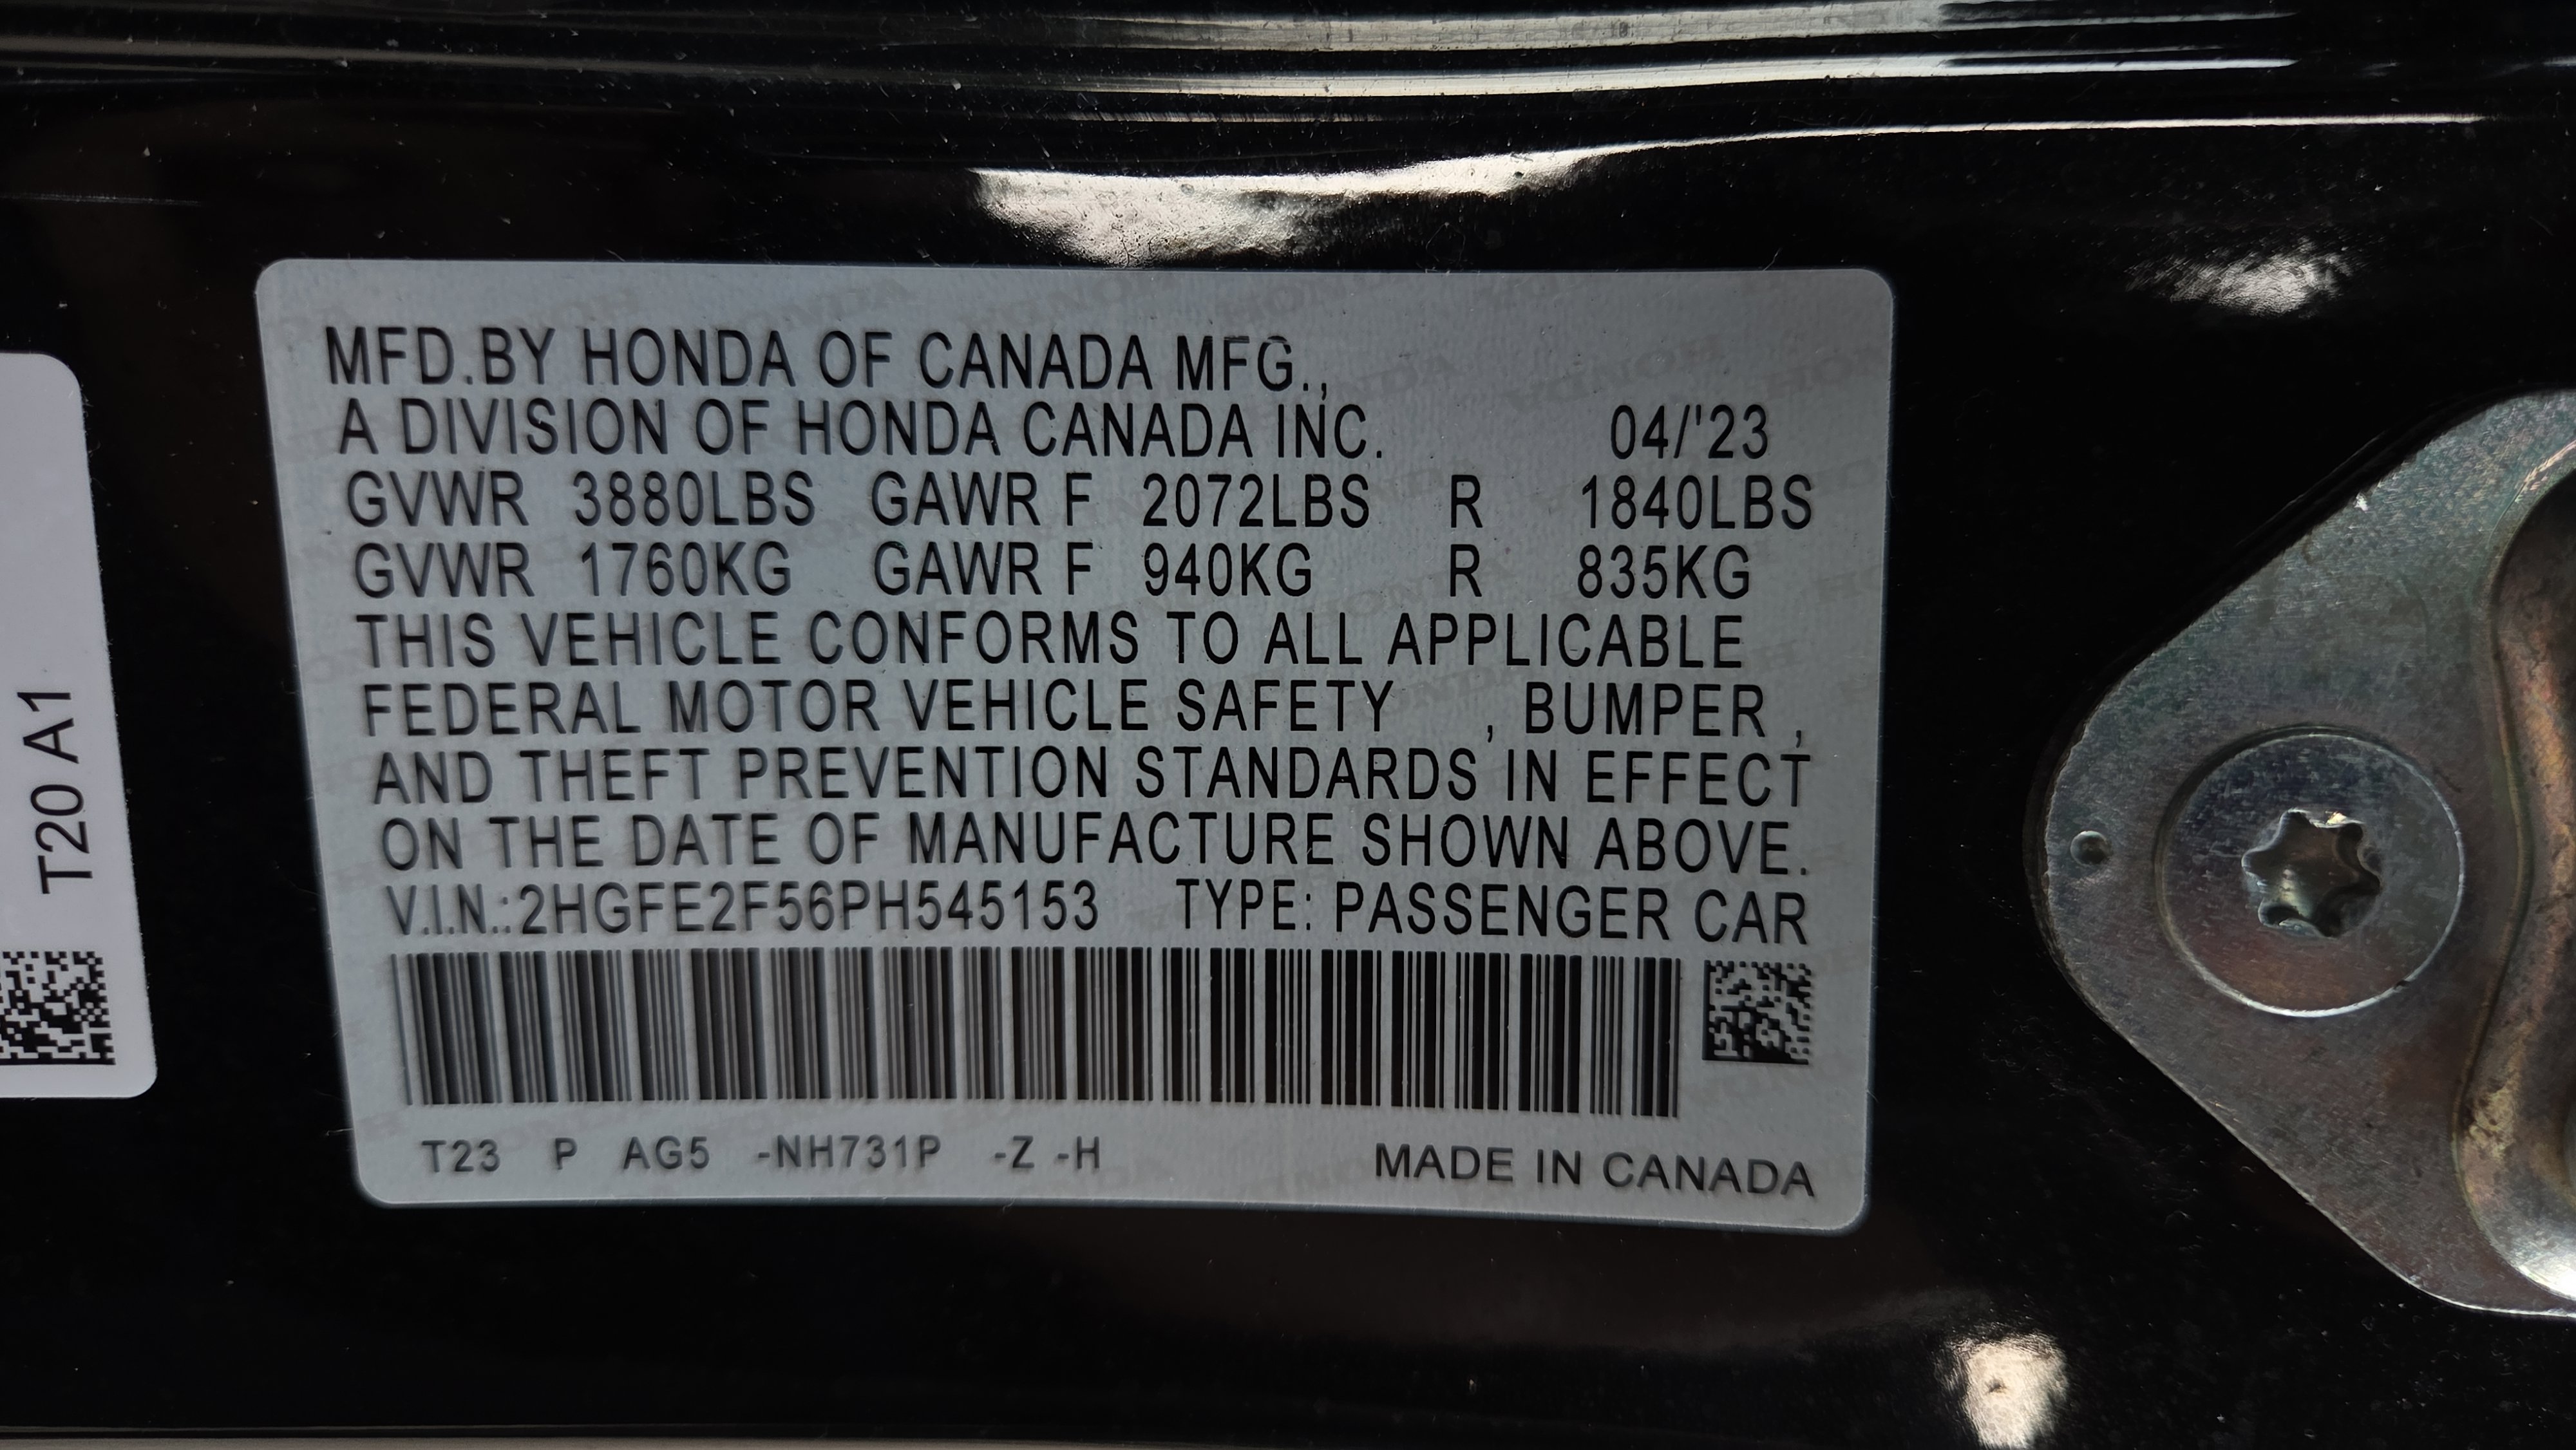 MFD.BY HONDA OF CANADA MFG.,
A DIVISION OF HONDA CANADA INC. 04/'23
GVWR 3880LBS GAWR F 2072LBS R 1840LBS
GVWR 1760KG GAWR F 940KG R 835KG
THIS VEHICLE CONFORMS TO ALL APPLICABLE
FEDERAL MOTOR VEHICLE SAFETY , BUMPER ,
AND THEFT PREVENTION STANDARDS IN EFFECT
ON THE DATE OF MANUFACTURE SHOWN ABOVE.
V.I.N.:2HGFE2F56PH545153 TYPE: PASSENGER CAR
T23 P AG5 -NH731P -Z -H MADE IN CANADA
T20 A1